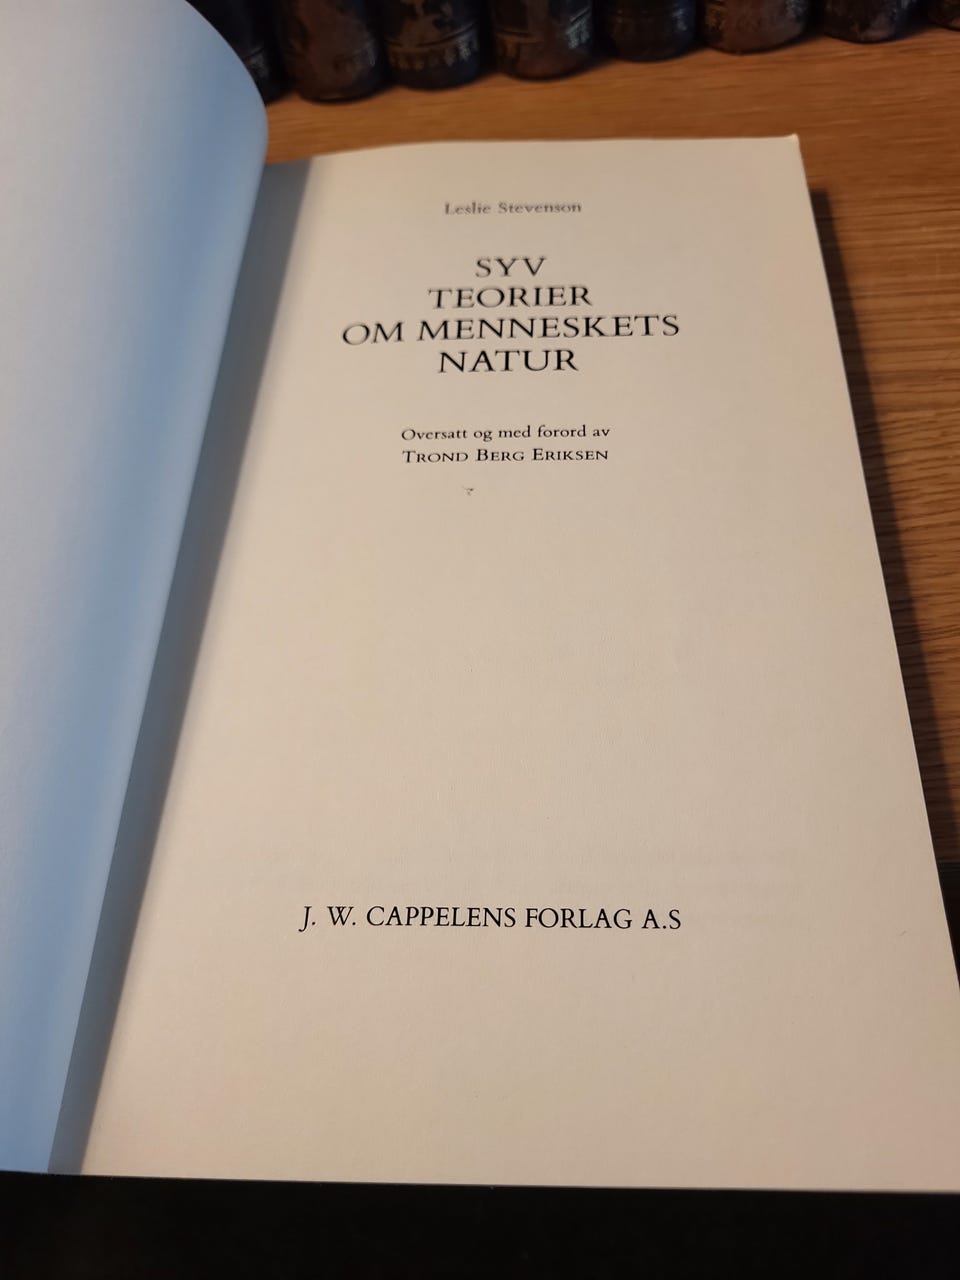 Leslie Stevenson
SYV
TEORIER
OM MENNESKETS
NATUR
Oversatt og med forord av
TROND BERG ERIKSEN
J. W. CAPPELENS FORLAG A.S